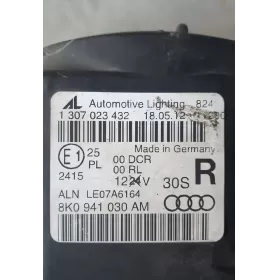 AL Automotive Lighting 824
1 307 023 432 18.05.12
Made in Germany
E1 25 00 DCR
PL 00 RL
2415 12 V 30S R
ALN LE07A6164
8K0 941 030 AM